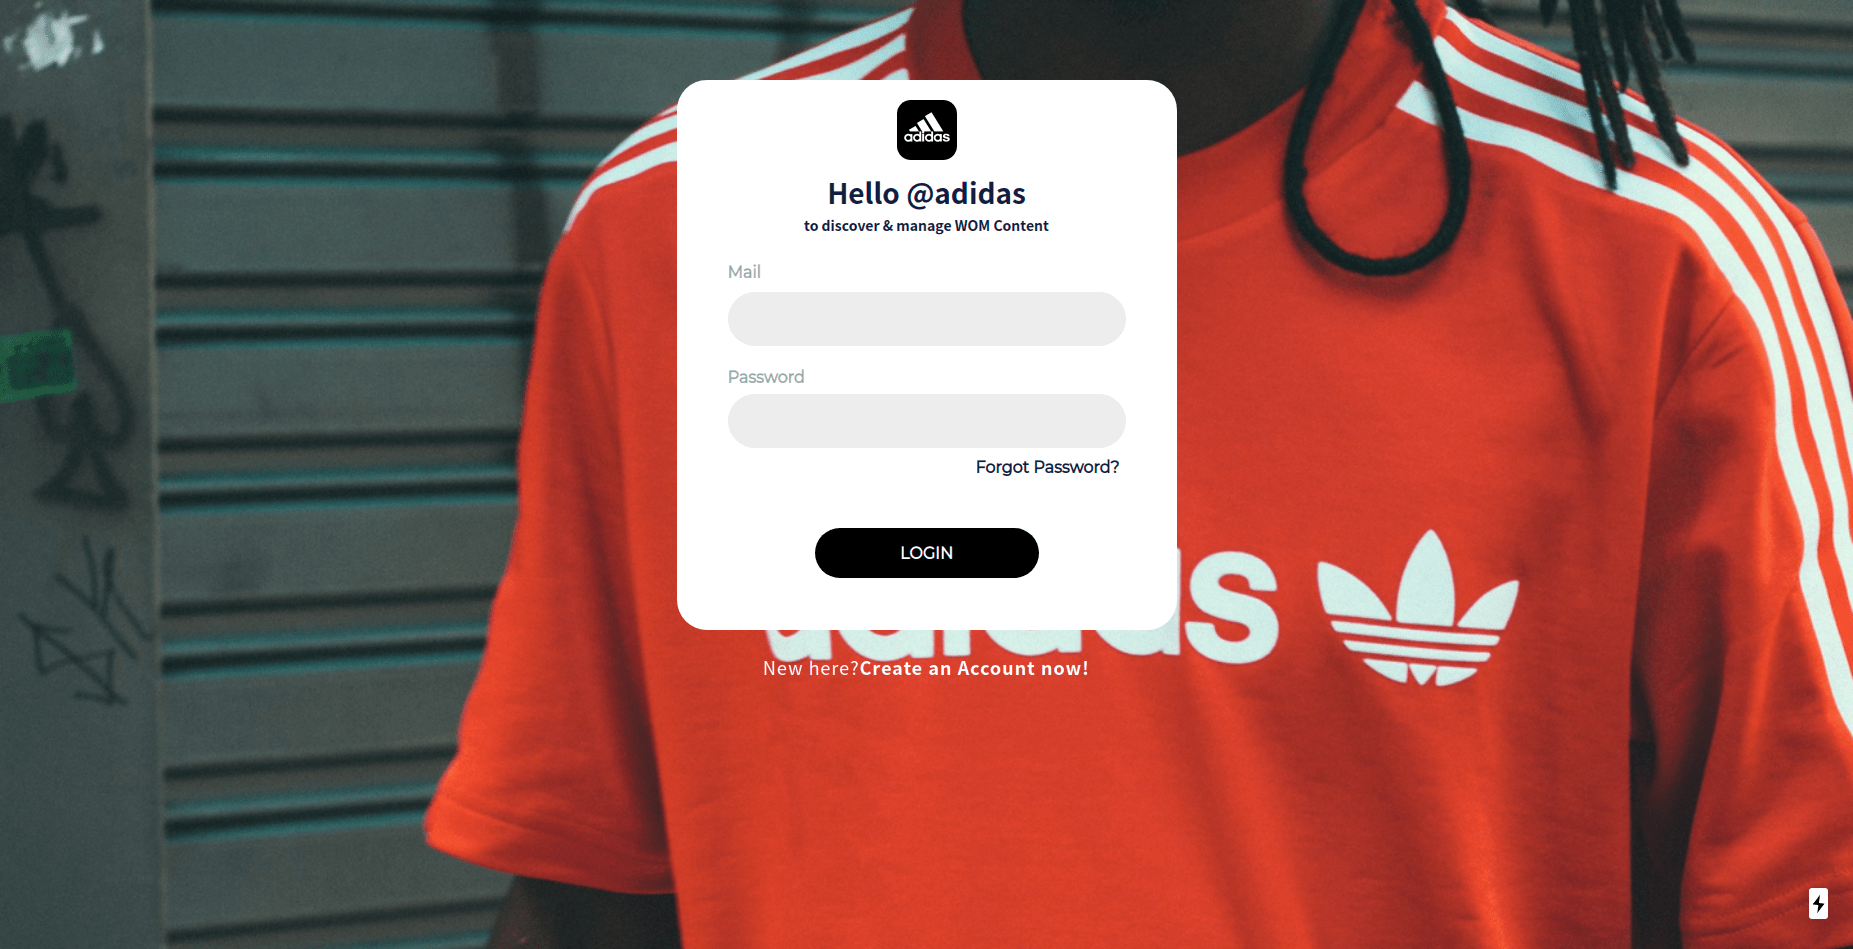 adidas
Hello @adidas
to discover & manage WOM Content
Mail
Password
Forgot Password?
LOGIN
adidas
New here?Create an Account now!